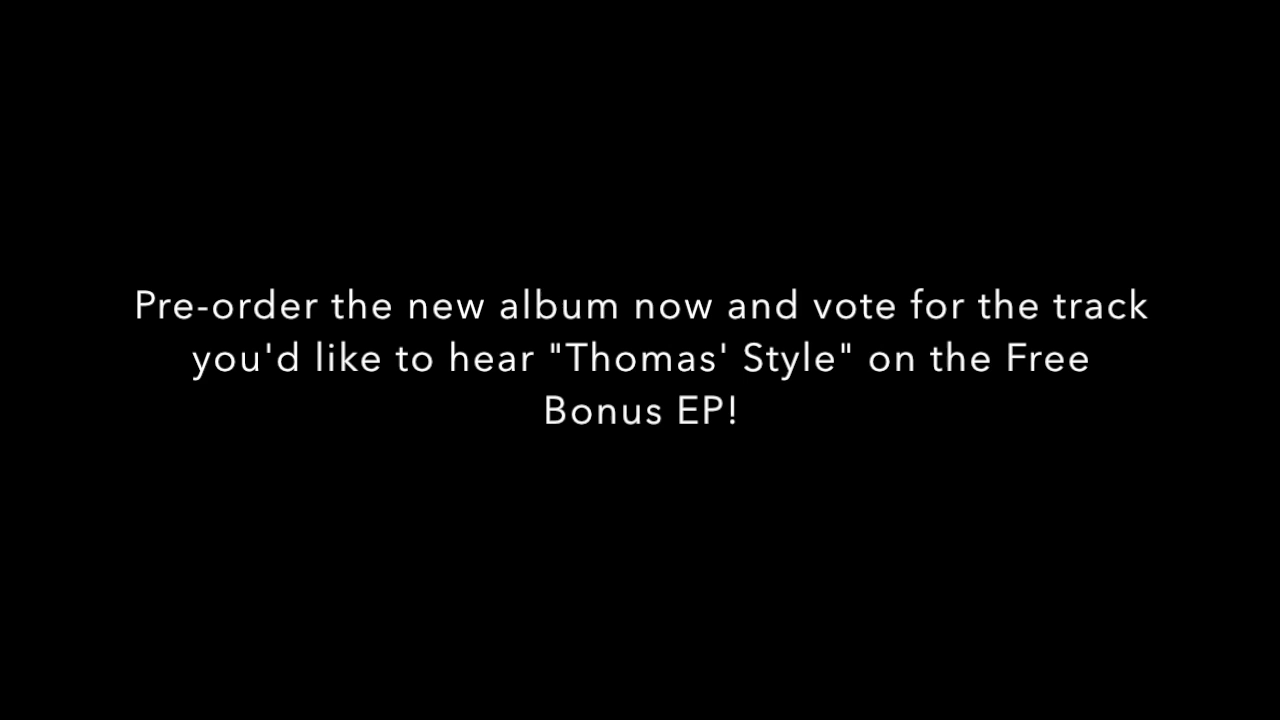 Pre-order the new album now and vote for the track
you'd like to hear "Thomas' Style" on the Free
Bonus EP!